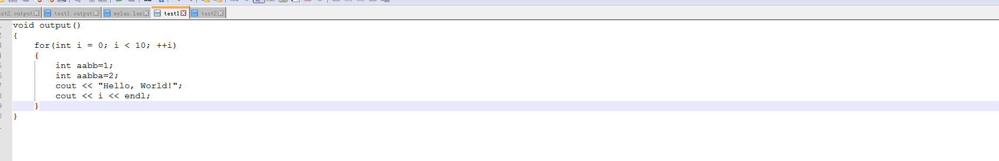 test2.output test1.output mylex.lex test1 test2
void output()
{
for(int i = 0; i < 10; ++i)
{
int aabb=1;
int aabba=2;
cout << "Hello, World!";
cout << i << endl;
}
}